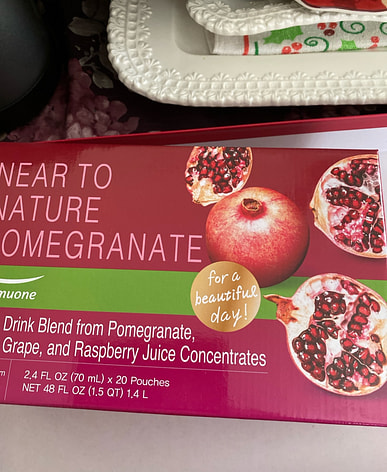 NEAR TO
NATURE
OMEGRANATE
muone
for a
beautiful
day!
Drink Blend from Pomegranate,
Grape, and Raspberry Juice Concentrates
2.4 FL OZ (70 mL) x 20 Pouches
NET 48 FL OZ (1.5 QT) 1.4 L